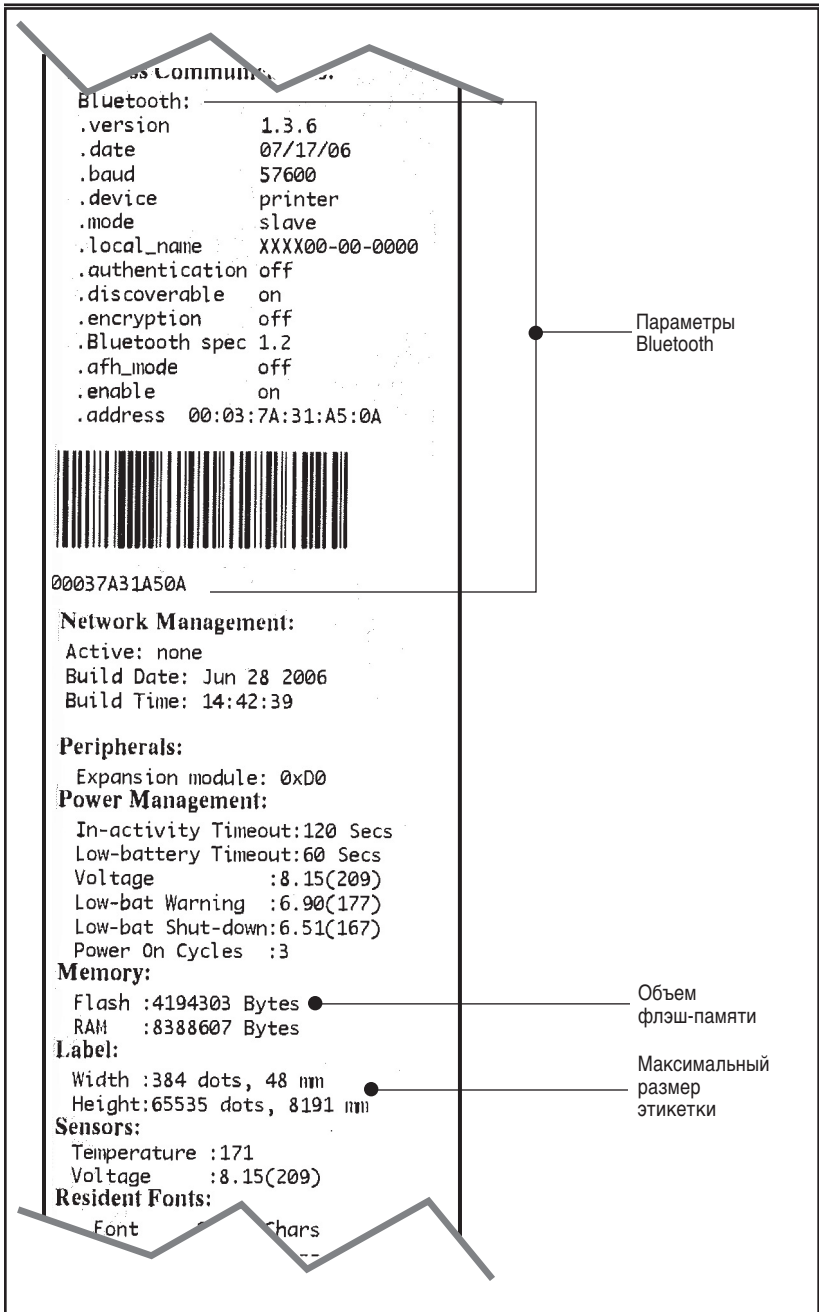 Bluetooth:
.version 1.3.6
.date 07/17/06
.baud 57600
.device printer
.mode slave
.local_name XXXX00-00-0000
.authentication off
.discoverable on
.encryption off
.Bluetooth spec 1.2
.afh_mode off
.enable on
.address 00:03:7A:31:A5:0A
00037A31A50A
Параметры
Bluetooth
Network Management:
Active: none
Build Date: Jun 28 2006
Build Time: 14:42:39
Peripherals:
Expansion module: 0xD0
Power Management:
In-activity Timeout:120 Secs
Low-battery Timeout:60 Secs
Voltage :8.15(209)
Low-bat Warning :6.90(177)
Low-bat Shut-down:6.51(167)
Power On Cycles :3
Memory:
Flash :4194303 Bytes
RAM :8388607 Bytes
Объем
флэш-памяти
Label:
Width :384 dots, 48 mm
Height:65535 dots, 8191 mm
Максимальный
размер
этикетки
Sensors:
Temperature :171
Voltage :8.15(209)
Resident Fonts:
Font Chars